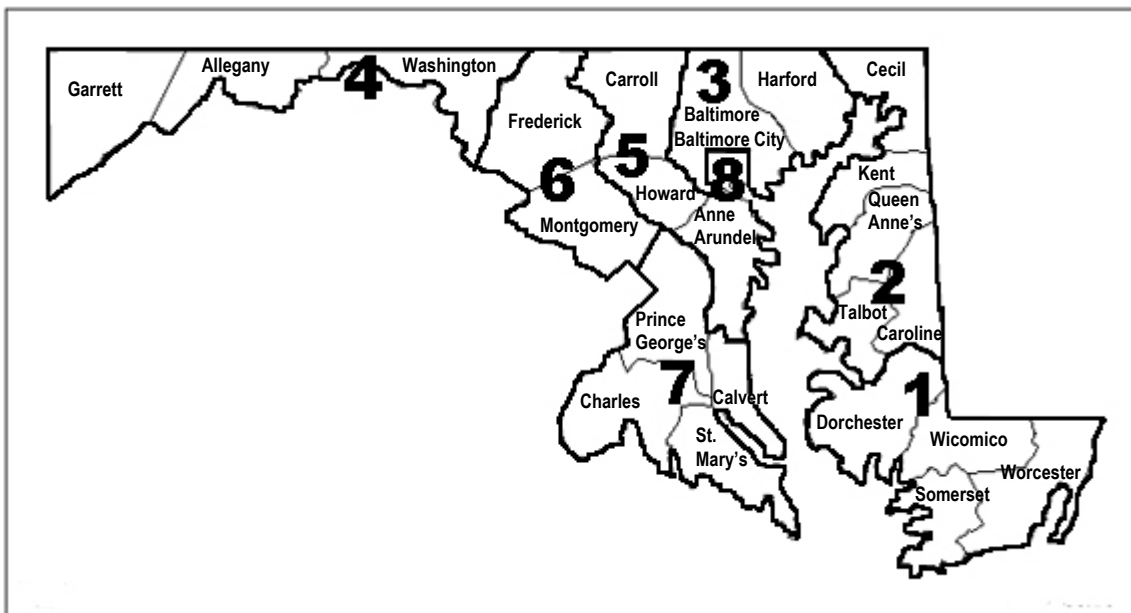 Garrett
Allegany
4
Washington
Frederick
Carroll
3
Harford
Cecil
Baltimore
Baltimore City
5
6
8
Howard
Montgomery
Anne
Arundel
Kent
Queen
Anne's
2
Talbot
Caroline
Prince
George's
7
Charles
Calvert
St.
Mary's
1
Dorchester
Wicomico
Worcester
Somerset